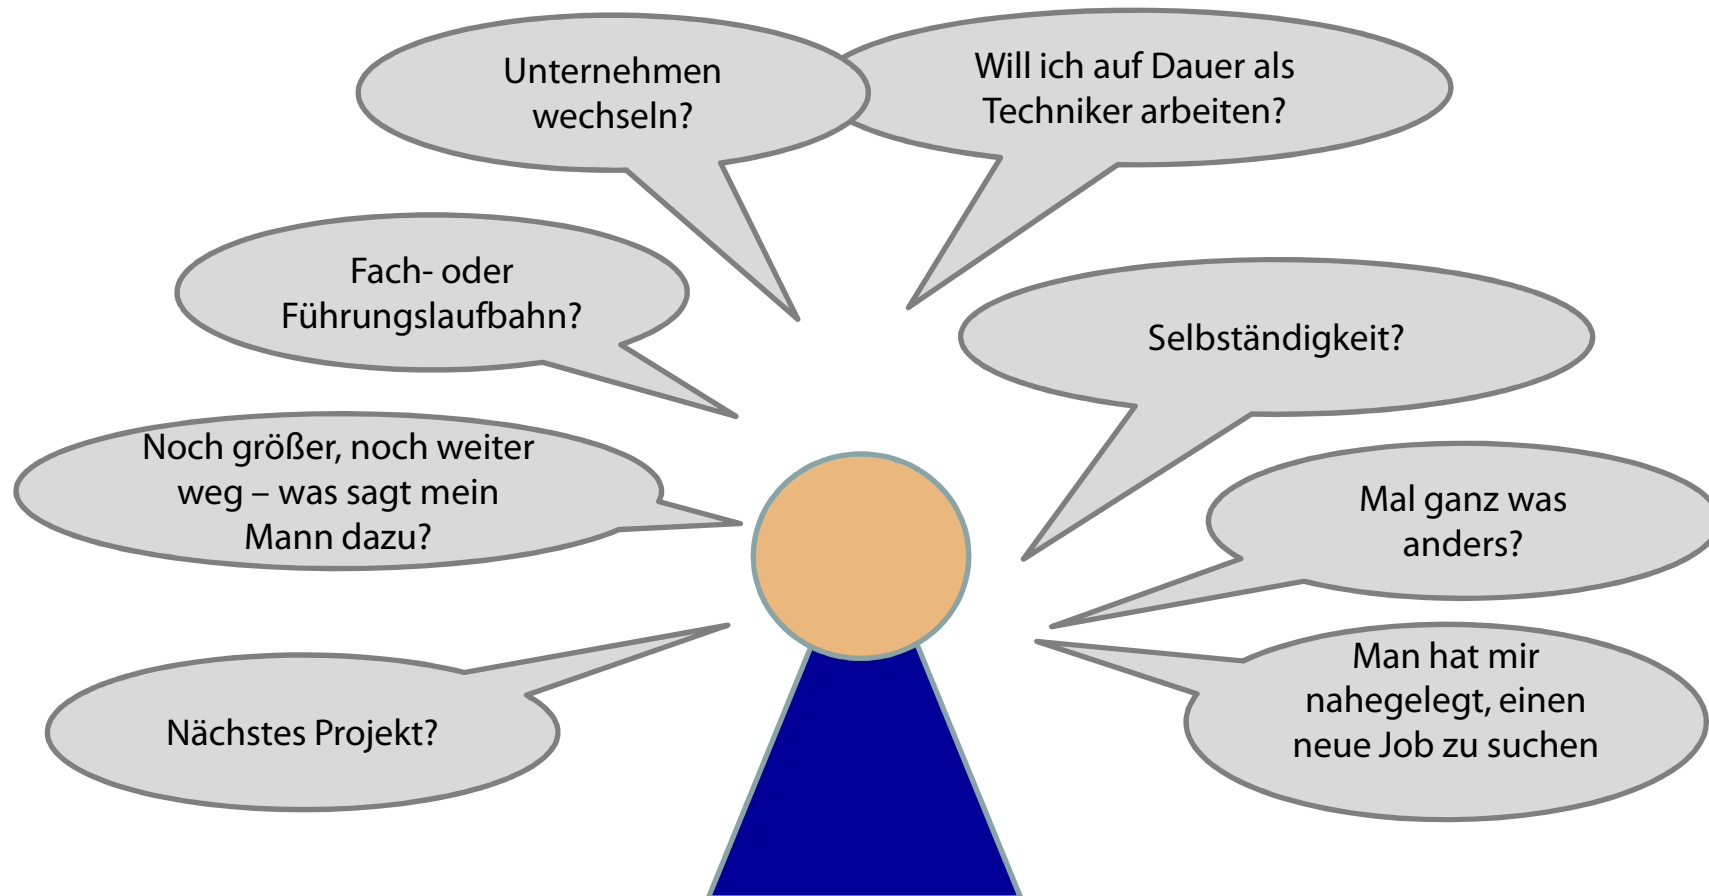 Unternehmen
wechseln?
Will ich auf Dauer als
Techniker arbeiten?
Fach- oder
Führungslaufbahn?
Selbständigkeit?
Noch größer, noch weiter
weg – was sagt mein
Mann dazu?
Mal ganz was
anders?
Nächstes Projekt?
Man hat mir
nahegelegt, einen
neue Job zu suchen